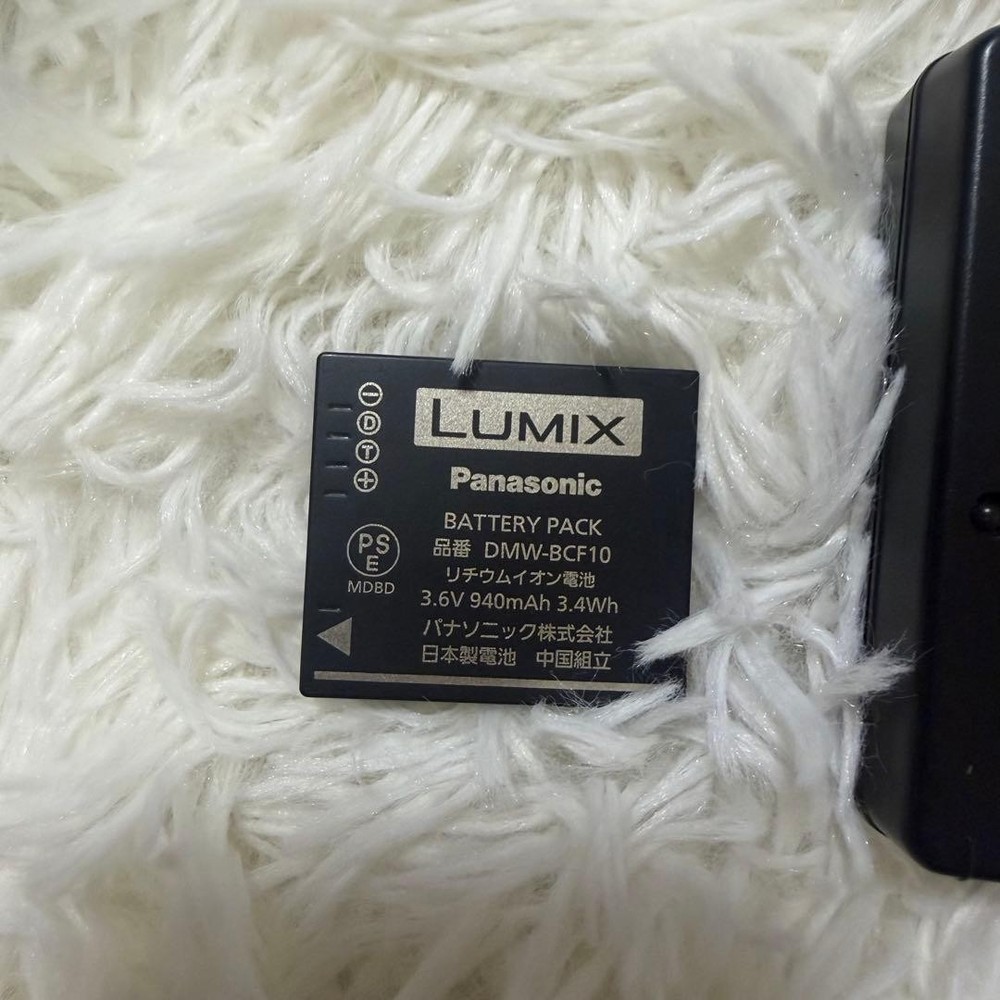 LUMIX
Panasonic
BATTERY PACK
品番 DMW-BCF10
リチウムイオン電池
3.6V 940mAh 3.4Wh
パナソニック株式会社
日本製電池 中国組立
D
T
PS
E
MDBD